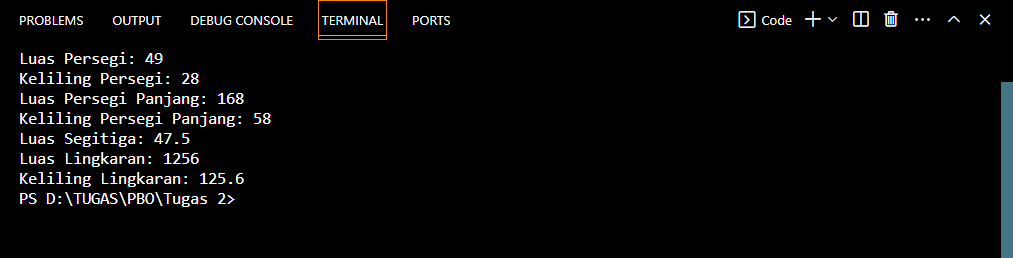 PROBLEMS OUTPUT DEBUG CONSOLE TERMINAL PORTS Code
Luas Persegi: 49
Keliling Persegi: 28
Luas Persegi Panjang: 168
Keliling Persegi Panjang: 58
Luas Segitiga: 47.5
Luas Lingkaran: 1256
Keliling Lingkaran: 125.6
PS D:\TUGAS\PBO\Tugas 2>